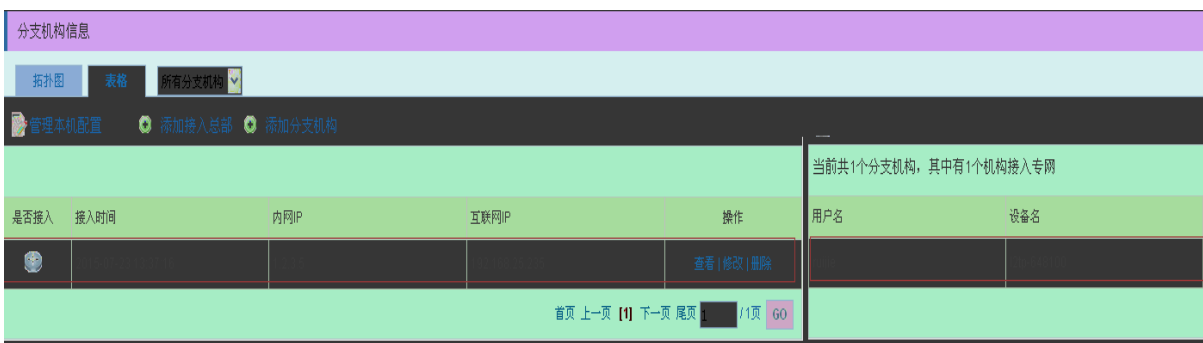 分支机构信息
拓扑图 表格 所有分支机构
管理本机配置 添加接入总部 添加分支机构
当前共1个分支机构，其中有1个机构接入专网
是否接入 接入时间 内网IP 互联网IP 操作 用户名 设备名
查看 | 修改 | 删除
首页 上一页 [1] 下一页 尾页 1 /1页 GO